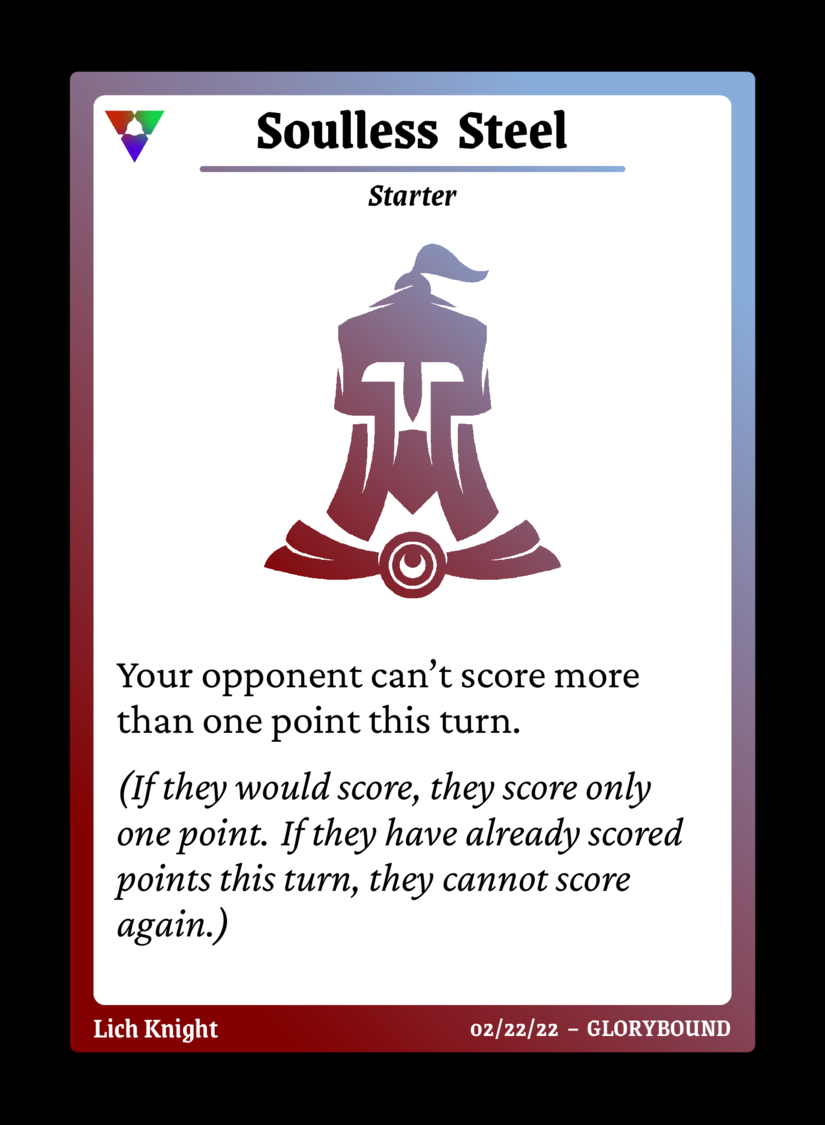 Soulless Steel
Starter
Your opponent can’t score more
than one point this turn.
(If they would score, they score only
one point. If they have already scored
points this turn, they cannot score
again.)
Lich Knight
02/22/22 – GLORYBOUND